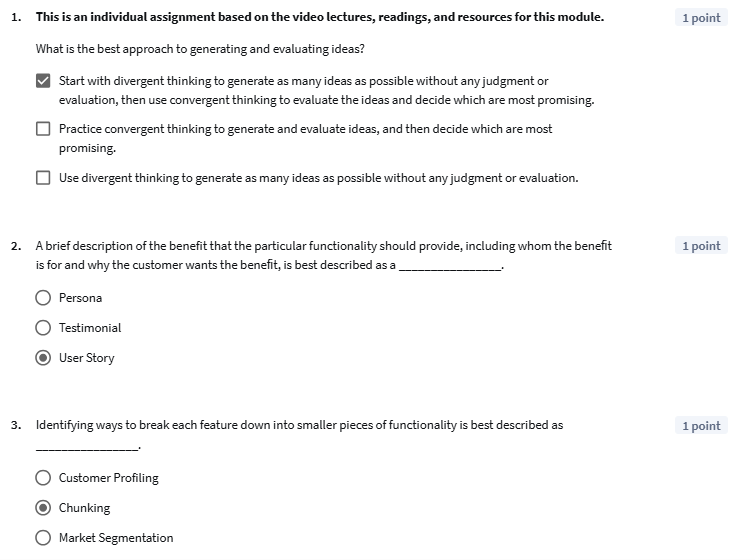 1. This is an individual assignment based on the video lectures, readings, and resources for this module. 1 point
What is the best approach to generating and evaluating ideas?
Start with divergent thinking to generate as many ideas as possible without any judgment or
evaluation, then use convergent thinking to evaluate the ideas and decide which are most promising.
Practice convergent thinking to generate and evaluate ideas, and then decide which are most
promising.
Use divergent thinking to generate as many ideas as possible without any judgment or evaluation.
2. A brief description of the benefit that the particular functionality should provide, including whom the benefit 1 point
is for and why the customer wants the benefit, is best described as a ________________.
Persona
Testimonial
User Story
3. Identifying ways to break each feature down into smaller pieces of functionality is best described as 1 point
________________.
Customer Profiling
Chunking
Market Segmentation